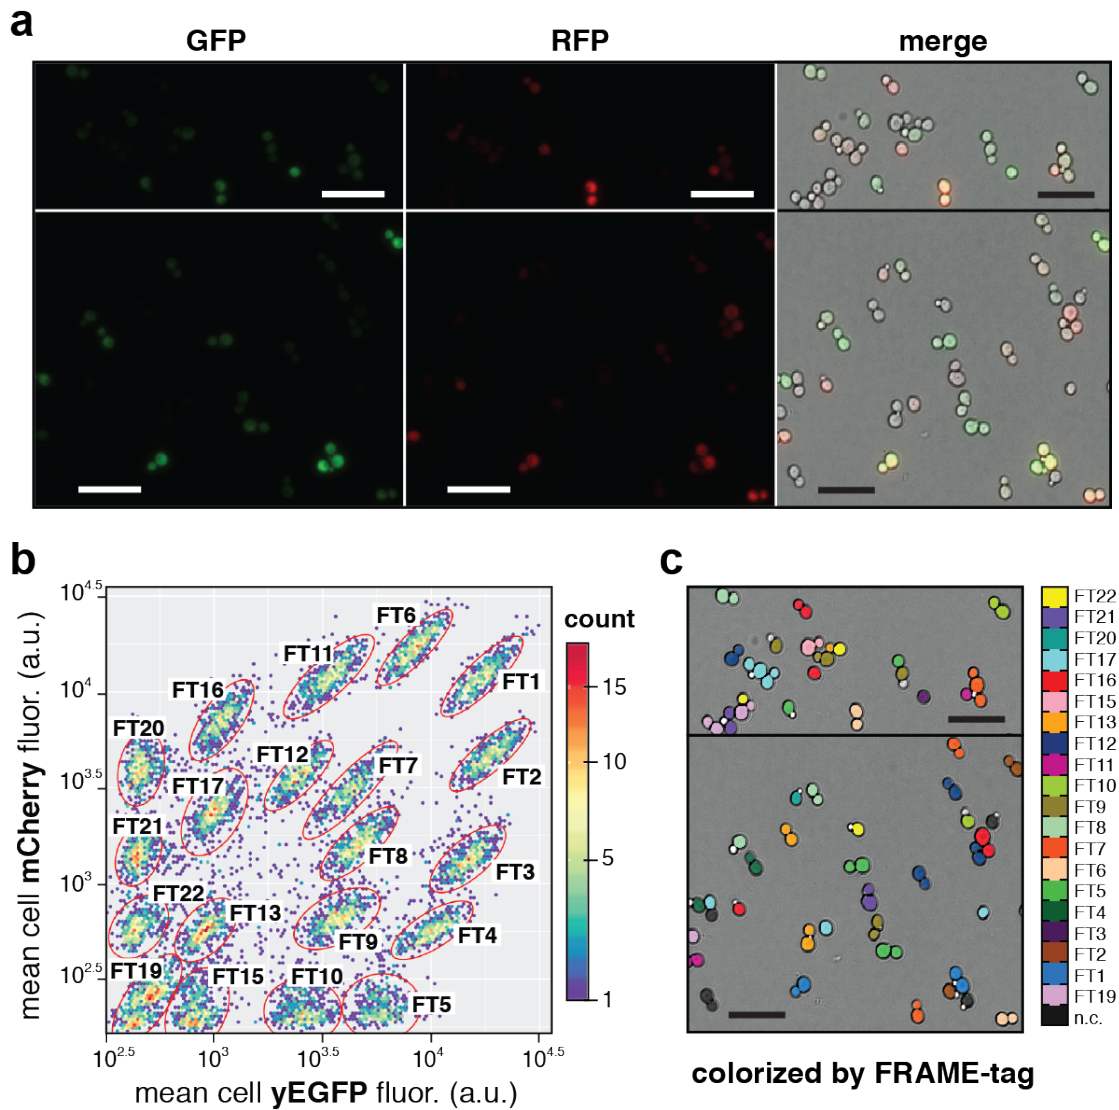 a
GFP RFP merge
b
mean cell mCherry fluor. (a.u.)
10^4.5
10^4
10^3.5
10^3
10^2.5
FT6
FT11
FT1
FT16
FT20
FT12
FT7
FT2
FT17
FT21
FT8
FT3
FT22
FT13
FT9
FT4
FT19
FT15
FT10
FT5
10^2.5 10^3 10^3.5 10^4 10^4.5
mean cell yEGFP fluor. (a.u.)
count
15
10
5
1
c
FT22
FT21
FT20
FT17
FT16
FT15
FT13
FT12
FT11
FT10
FT9
FT8
FT7
FT6
FT5
FT4
FT3
FT2
FT1
FT19
n.c.
colorized by FRAME-tag